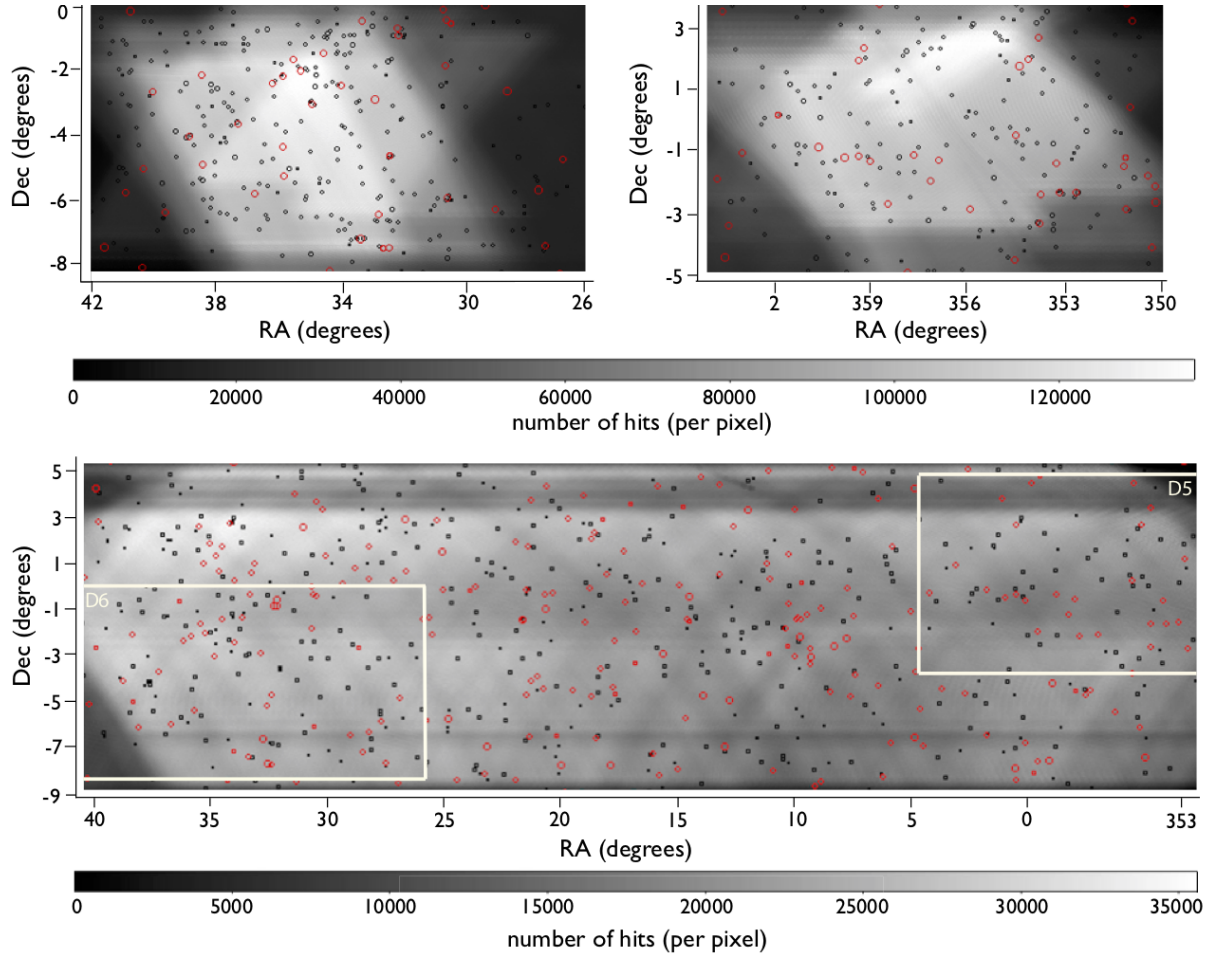 0
-2
-4
-6
-8
Dec (degrees)
42 38 34 30 26
RA (degrees)
3
1
-1
-3
-5
Dec (degrees)
2 359 356 353 350
RA (degrees)
0 20000 40000 60000 80000 100000 120000
number of hits (per pixel)
5
3
1
-1
-3
-5
-7
-9
Dec (degrees)
D5
D6
40 35 30 25 20 15 10 5 0 353
RA (degrees)
0 5000 10000 15000 20000 25000 30000 35000
number of hits (per pixel)